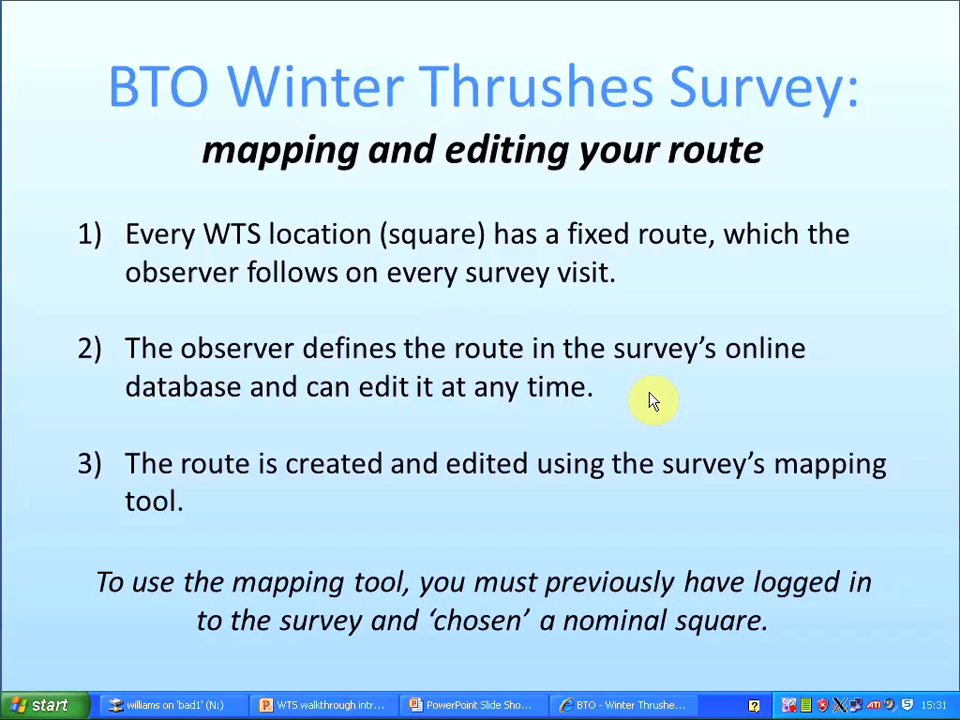 BTO Winter Thrushes Survey:
mapping and editing your route
1) Every WTS location (square) has a fixed route, which the
observer follows on every survey visit.
2) The observer defines the route in the survey’s online
database and can edit it at any time.
3) The route is created and edited using the survey’s mapping
tool.
To use the mapping tool, you must previously have logged in
to the survey and ‘chosen’ a nominal square.
start
williams on 'bad1' (N:)
WTS walkthrough intr...
PowerPoint Slide Sho...
BTO - Winter Thrushe...
15:31